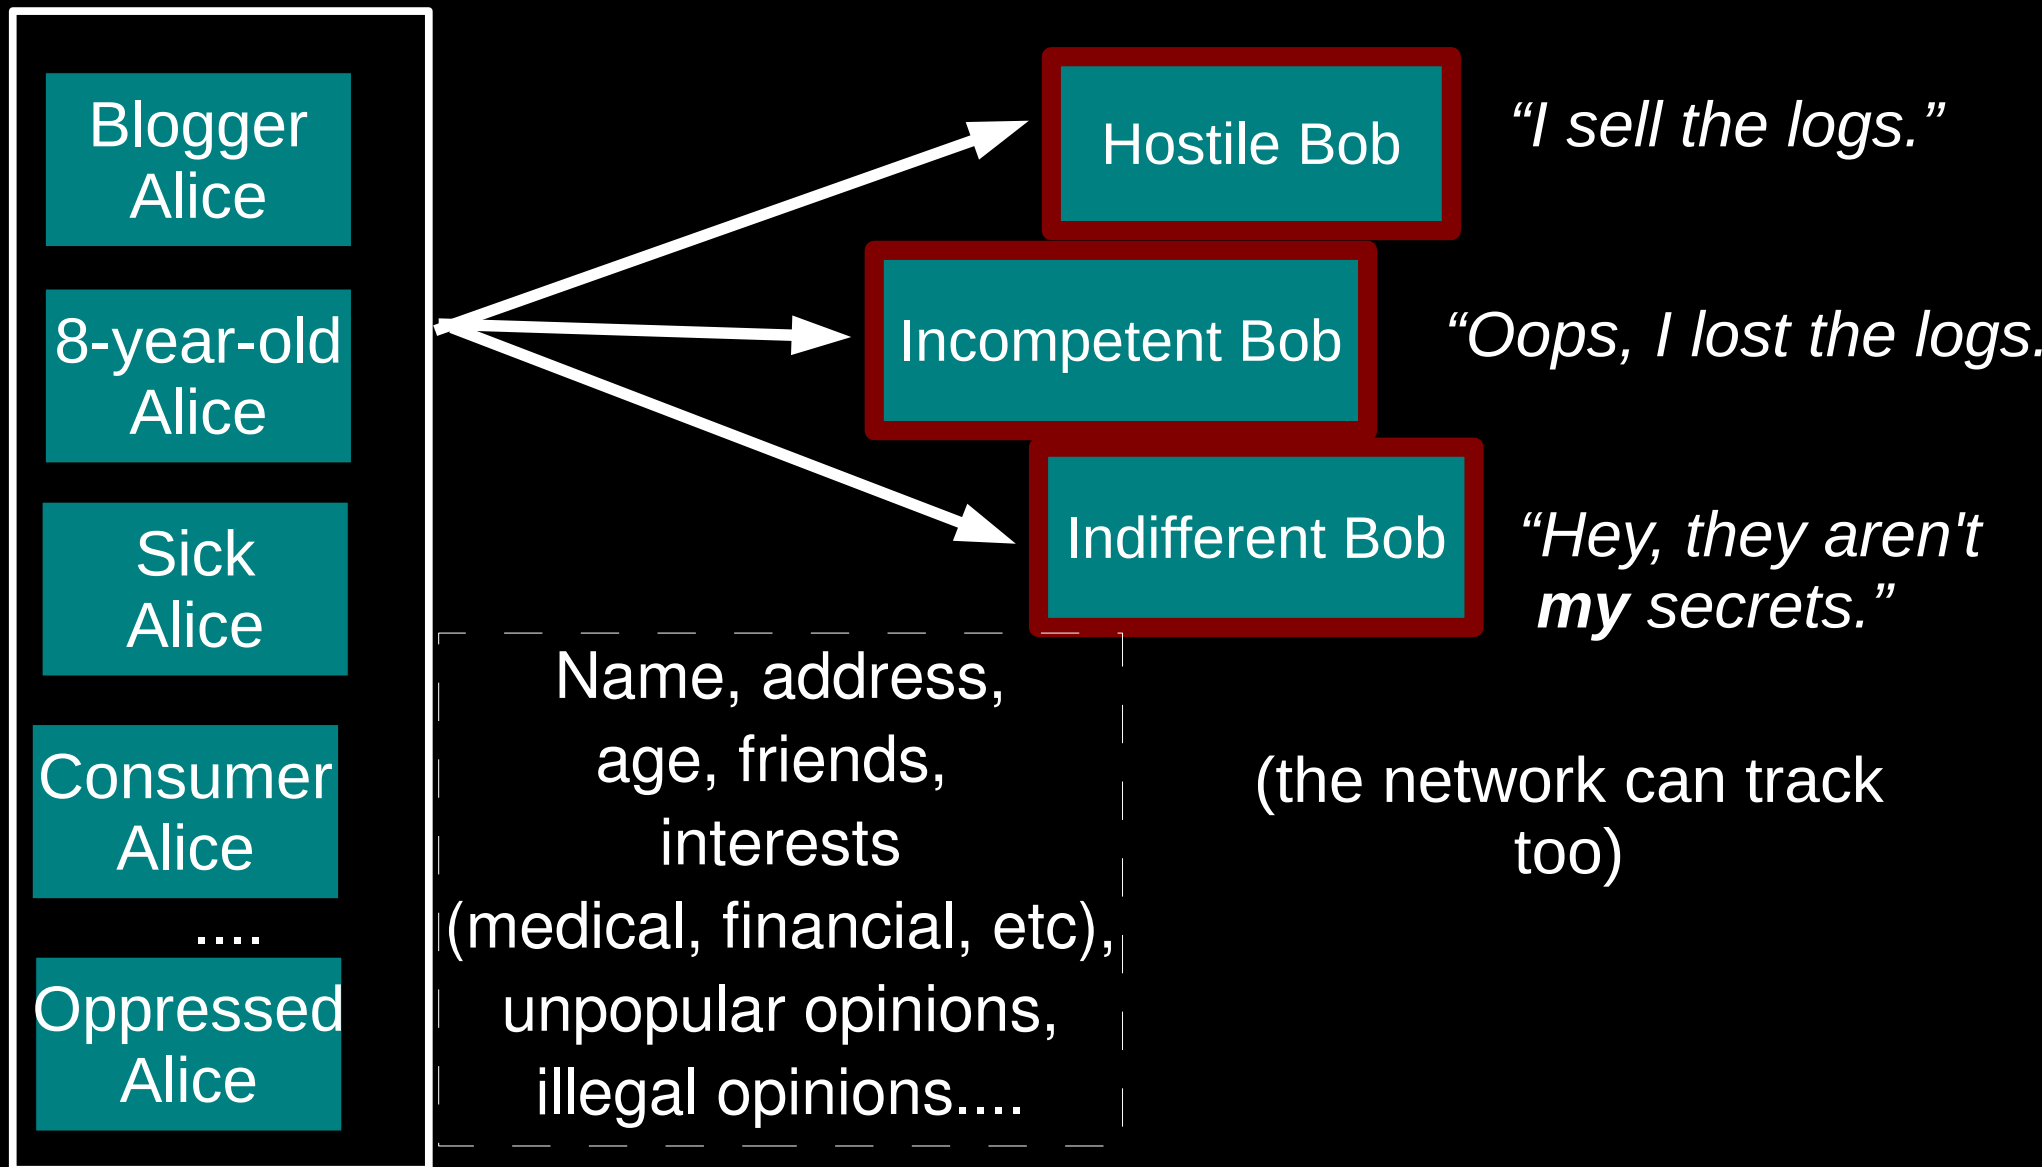 Blogger
Alice
8-year-old
Alice
Sick
Alice
Consumer
Alice
....
Oppressed
Alice
Hostile Bob
“I sell the logs.”
Incompetent Bob
“Oops, I lost the logs.
Indifferent Bob
“Hey, they aren't
my secrets.”
Name, address,
age, friends,
interests
(medical, financial, etc),
unpopular opinions,
illegal opinions....
(the network can track
too)